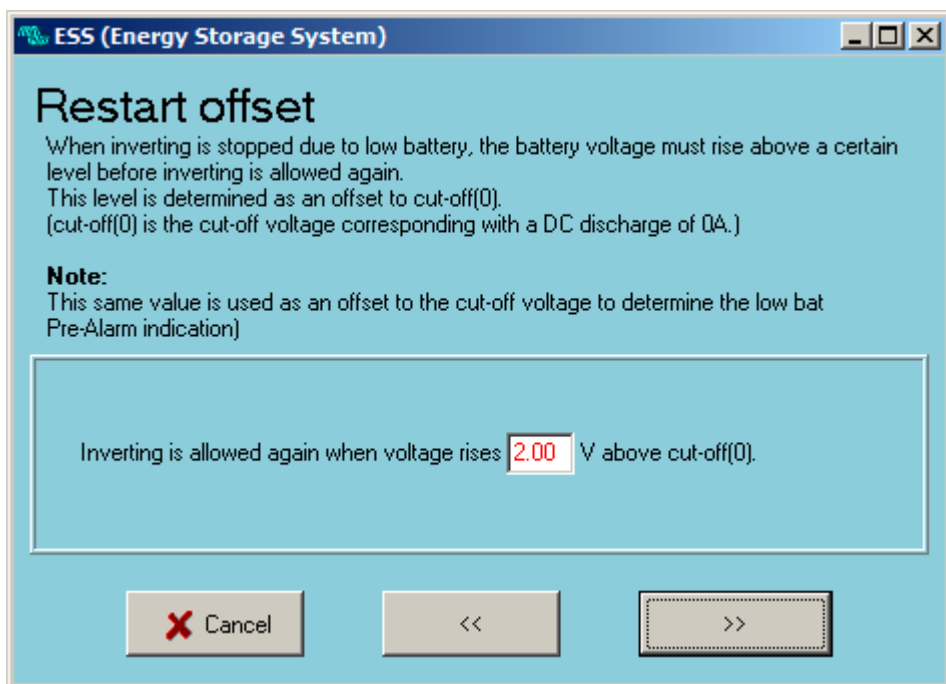 ESS (Energy Storage System)
Restart offset
When inverting is stopped due to low battery, the battery voltage must rise above a certain
level before inverting is allowed again.
This level is determined as an offset to cut-off(0).
(cut-off(0) is the cut-off voltage corresponding with a DC discharge of 0A.)
Note:
This same value is used as an offset to the cut-off voltage to determine the low bat
Pre-Alarm indication)
Inverting is allowed again when voltage rises 2.00 V above cut-off(0).
Cancel << >>